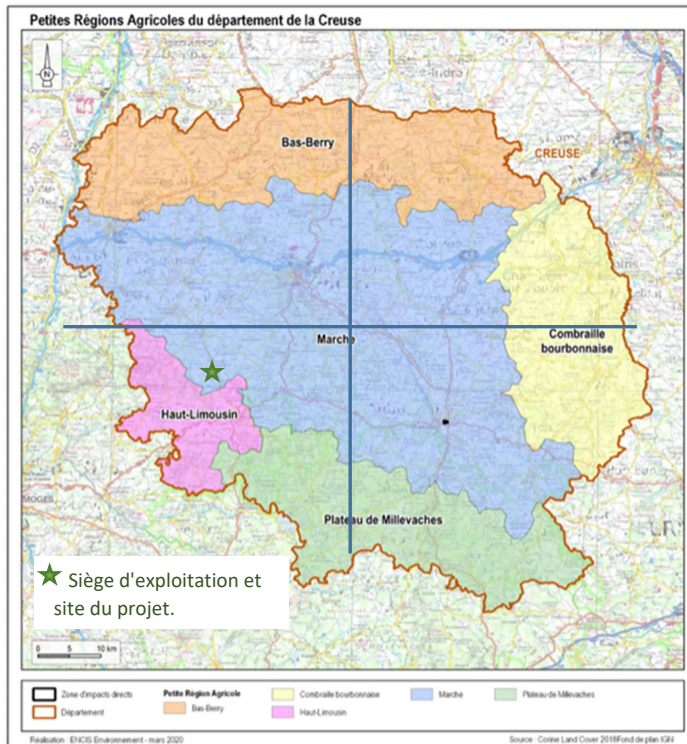 Petites Régions Agricoles du département de la Creuse
N
Bas-Berry
CREUSE
Marche
Combraille
bourbonnaise
Haut-Limousin
Plateau de Millevaches
Siège d'exploitation et
site du projet.
0 5 10 km
Zone d'impacts directs
Département
Petite Région Agricole
Bas-Berry
Combraille bourbonnaise
Haut-Limousin
Marche
Plateau de Millevaches
Réalisation : ENCIS Environnement - mars 2020
Source : Corine Land Cover 2018Fond de plan IGN